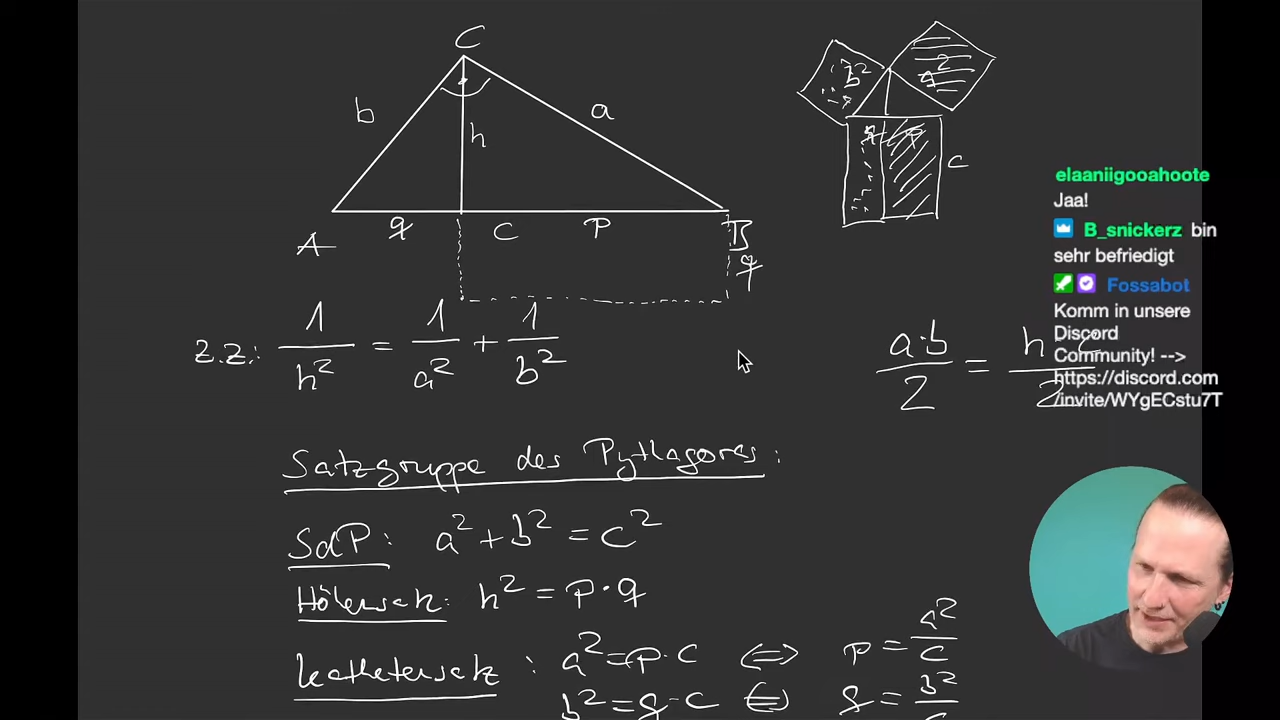 C
b² a²
b a
h
q p
c
A q c p B
q
z.z.: 1/h² = 1/a² + 1/b²
a·b/2 = h·c/2
Satzgruppe des Pythagoras:
SdP: a² + b² = c²
Höhensatz: h² = p·q
Kathetensatz: a² = p·c ⟺ p = a²/c
b² = q·c ⟺ q = b²/c
elaaniigooahoote
Jaa!
B_snickerz bin
sehr befriedigt
Fossabot
Komm in unsere
Discord
Community! -->
https://discord.com
/invite/WYgECstu7T